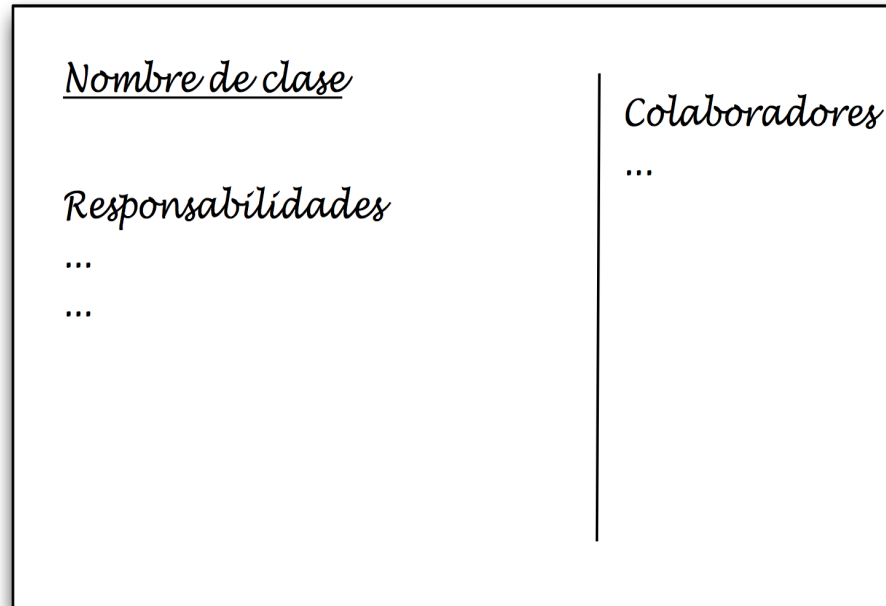 Nombre de clase
Responsabilidades
...
...
Colaboradores
...